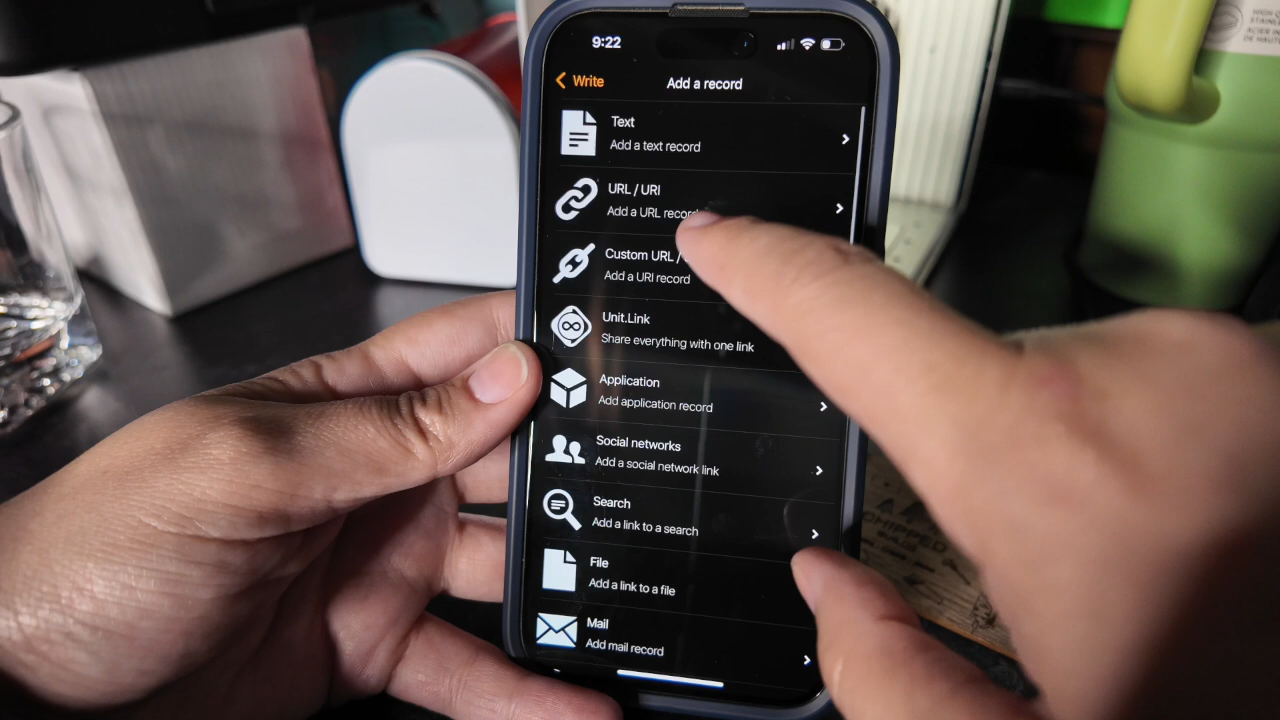 9:22
Write
Add a record
Text
Add a text record
URL / URI
Add a URL record
Custom URL /
Add a URI record
Unit.Link
Share everything with one link
Application
Add application record
Social networks
Add a social network link
Search
Add a link to a search
File
Add a link to a file
Mail
Add mail record
CHIPPED